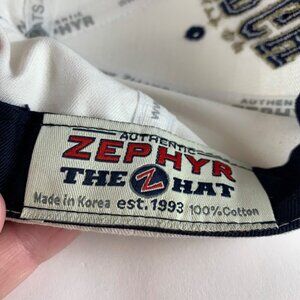 AUTHENTIC
ZEPHYR
THE Z HAT
Made in Korea est. 1993 100% Cotton